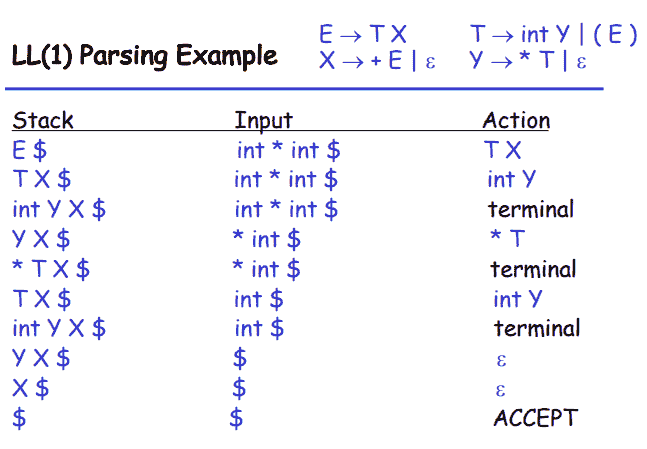 LL(1) Parsing Example
E → T X    T → int Y | ( E )
X → + E | ε    Y → * T | ε
Stack    Input    Action
E $    int * int $    T X
T X $    int * int $    int Y
int Y X $    int * int $    terminal
Y X $    * int $    * T
* T X $    * int $    terminal
T X $    int $    int Y
int Y X $    int $    terminal
Y X $    $    ε
X $    $    ε
$    $    ACCEPT